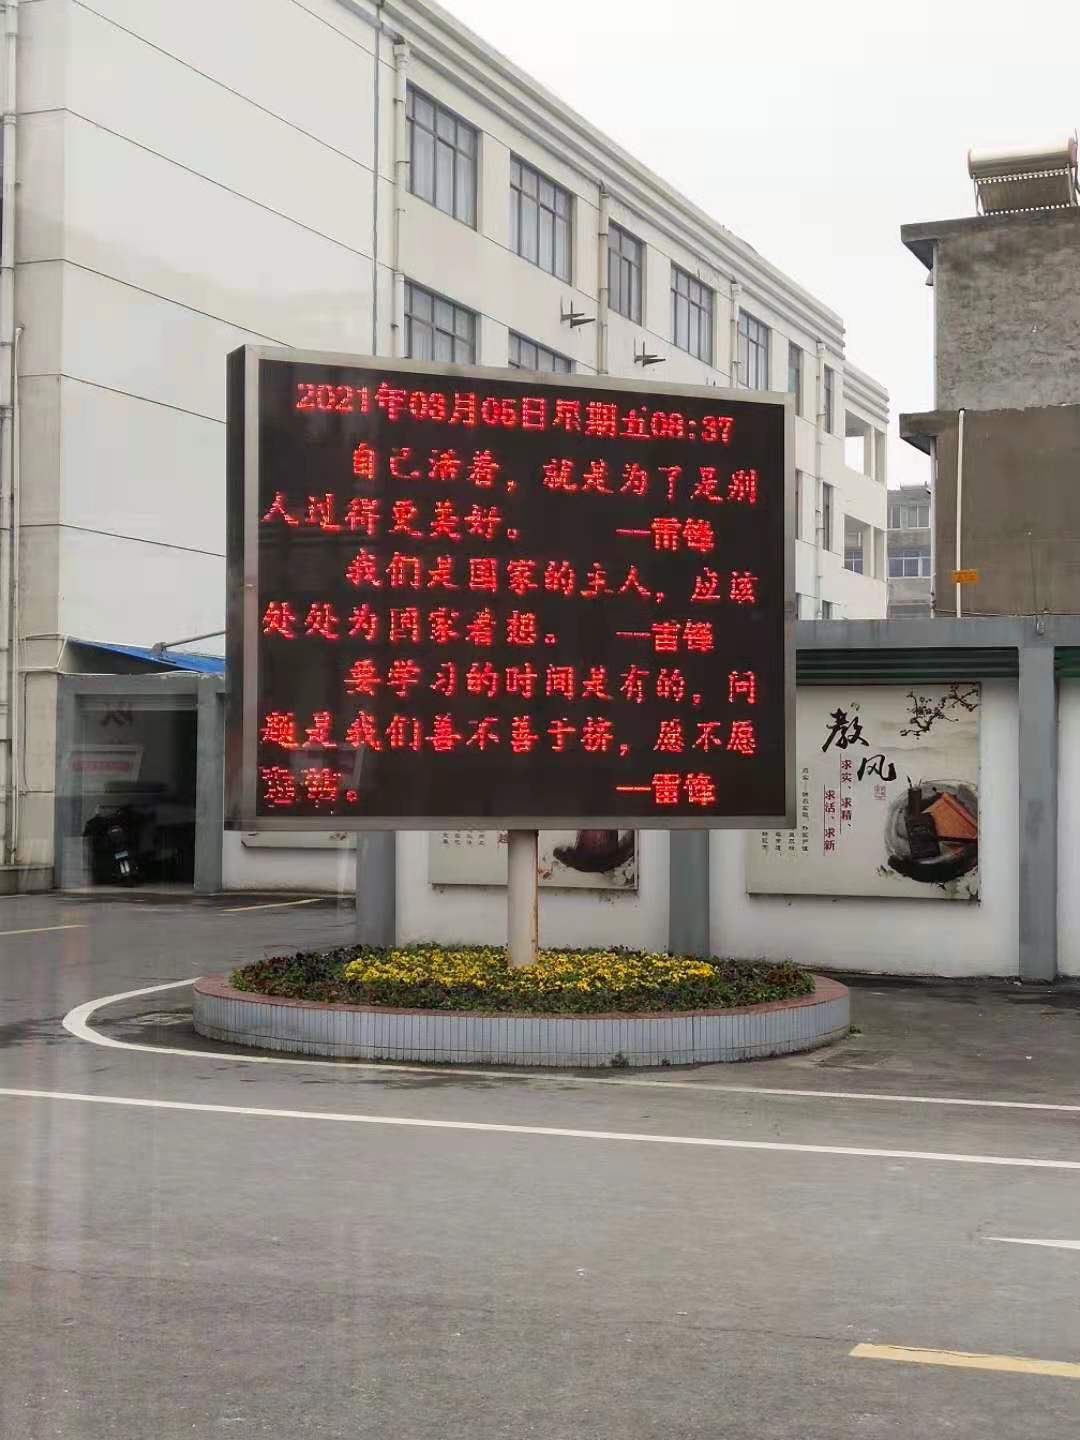 2021年03月05日星期五08:37
自己活着，就是为了是别
人过得更美好。 —雷锋
我们是国家的主人，应该
处处为国家着想。 —雷锋
要学习的时间是有的，问
题是我们善不善于挤，愿不愿
意钻。 —雷锋
教风
求实、求精、
求活、求新